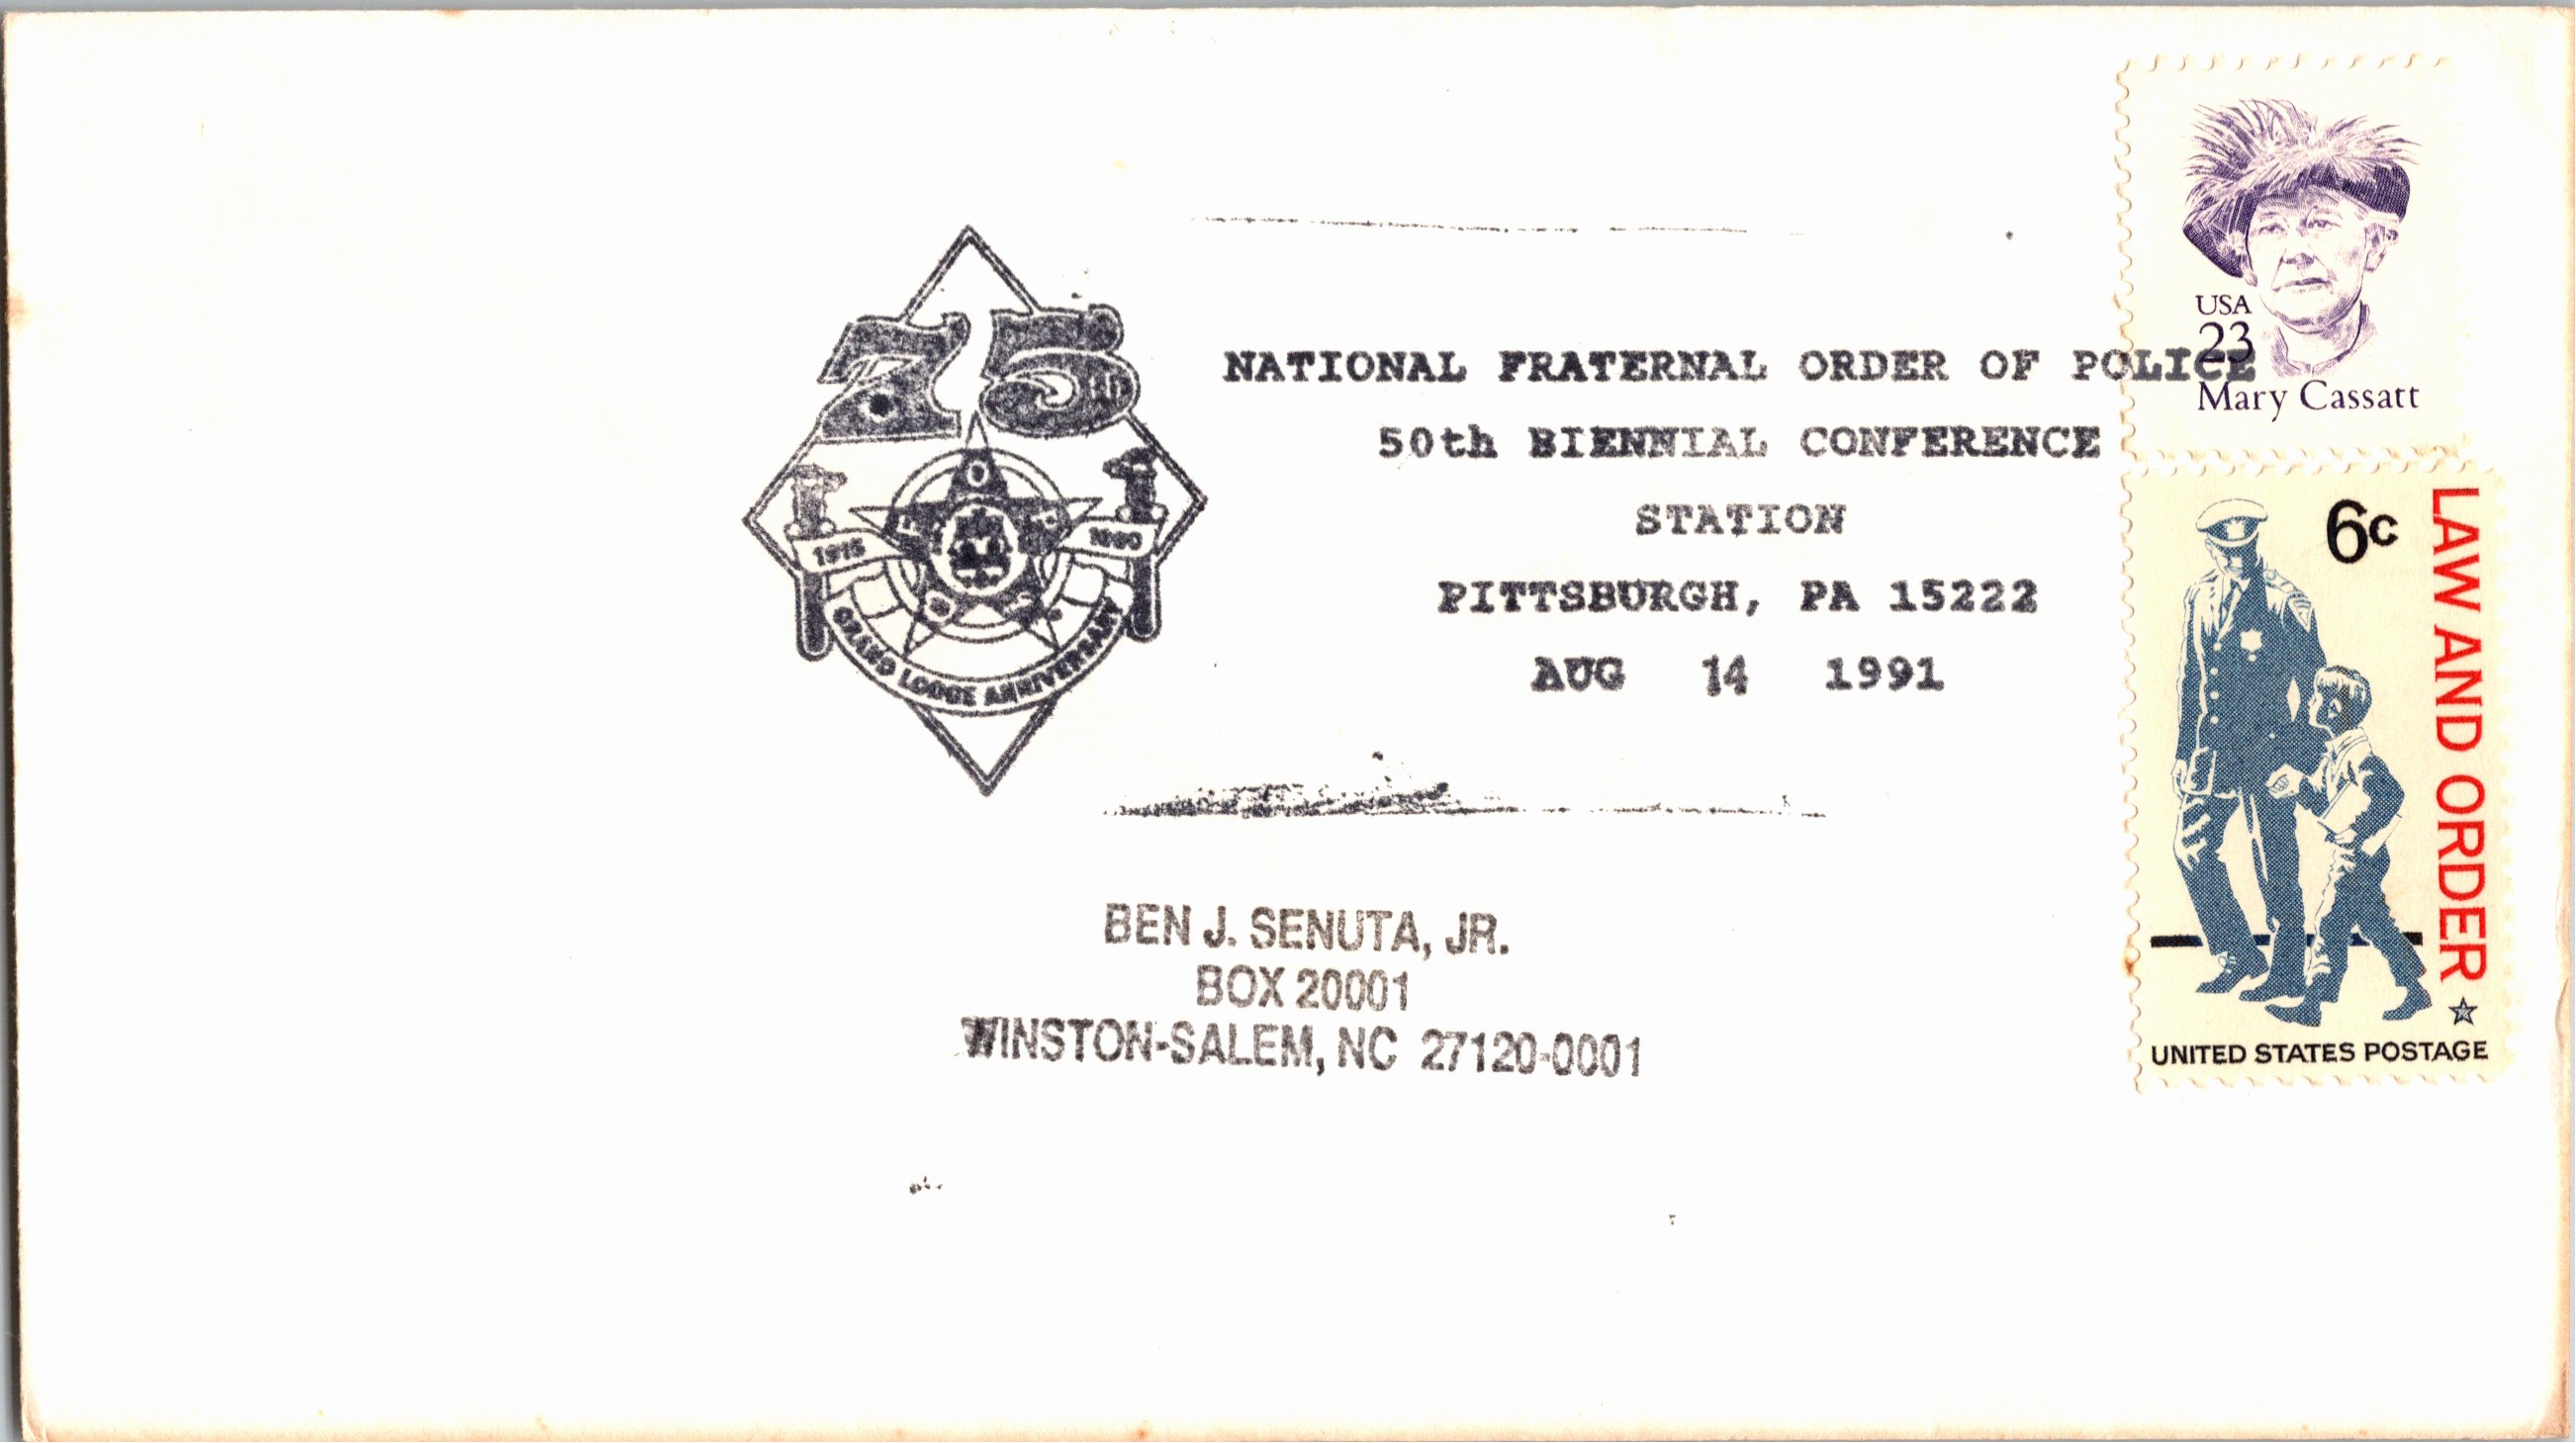 75th
O
F P
O L
1915
1990
GRAND LODGE ANNIVERSARY
NATIONAL FRATERNAL ORDER OF POLICE
50th BIENNIAL CONFERENCE
STATION
PITTSBURGH, PA 15222
AUG 14 1991
BEN J. SENUTA, JR.
BOX 20001
WINSTON-SALEM, NC 27120-0001
USA
23
Mary Cassatt
6c
LAW AND ORDER
UNITED STATES POSTAGE